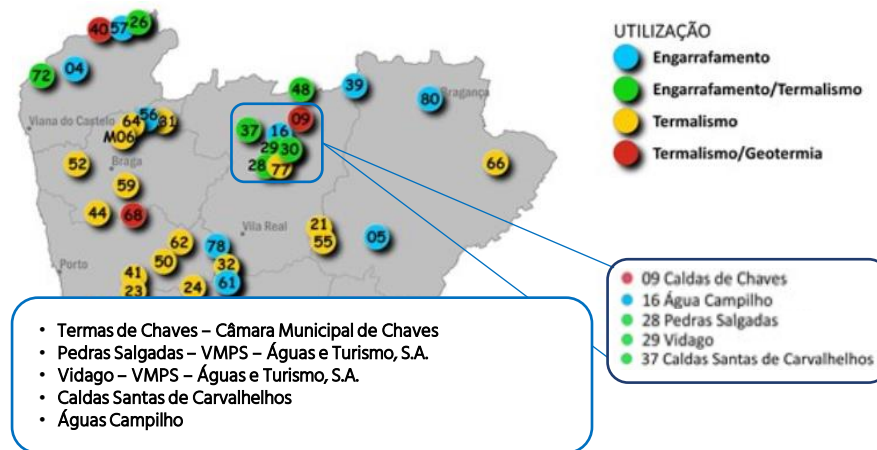 40
57
26
UTILIZAÇÃO
Engarrafamento
Engarrafamento/Termalismo
Termalismo
Termalismo/Geotermia
72
04
39
48
80
Bragança
09
56
64
31
Viana do Castelo
M06
37
16
29
30
28
77
52
Braga
66
59
44
68
21
Vila Real
55
05
62
78
50
32
Porto
41
24
61
23
09 Caldas de Chaves
16 Água Campilho
28 Pedras Salgadas
29 Vidago
37 Caldas Santas de Carvalhelhos
• Termas de Chaves – Câmara Municipal de Chaves
• Pedras Salgadas – VMPS – Águas e Turismo, S.A.
• Vidago – VMPS – Águas e Turismo, S.A.
• Caldas Santas de Carvalhelhos
• Águas Campilho